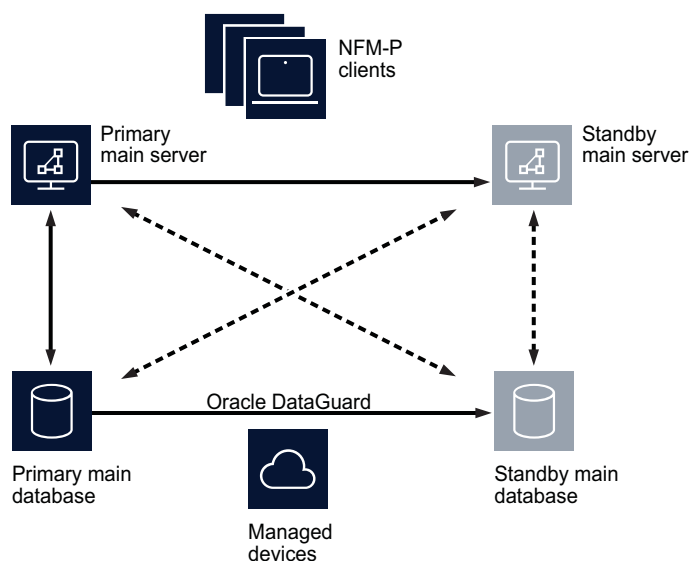 NFM-P
clients
Primary
main server
Standby
main server
Oracle DataGuard
Primary main
database
Standby main
database
Managed
devices